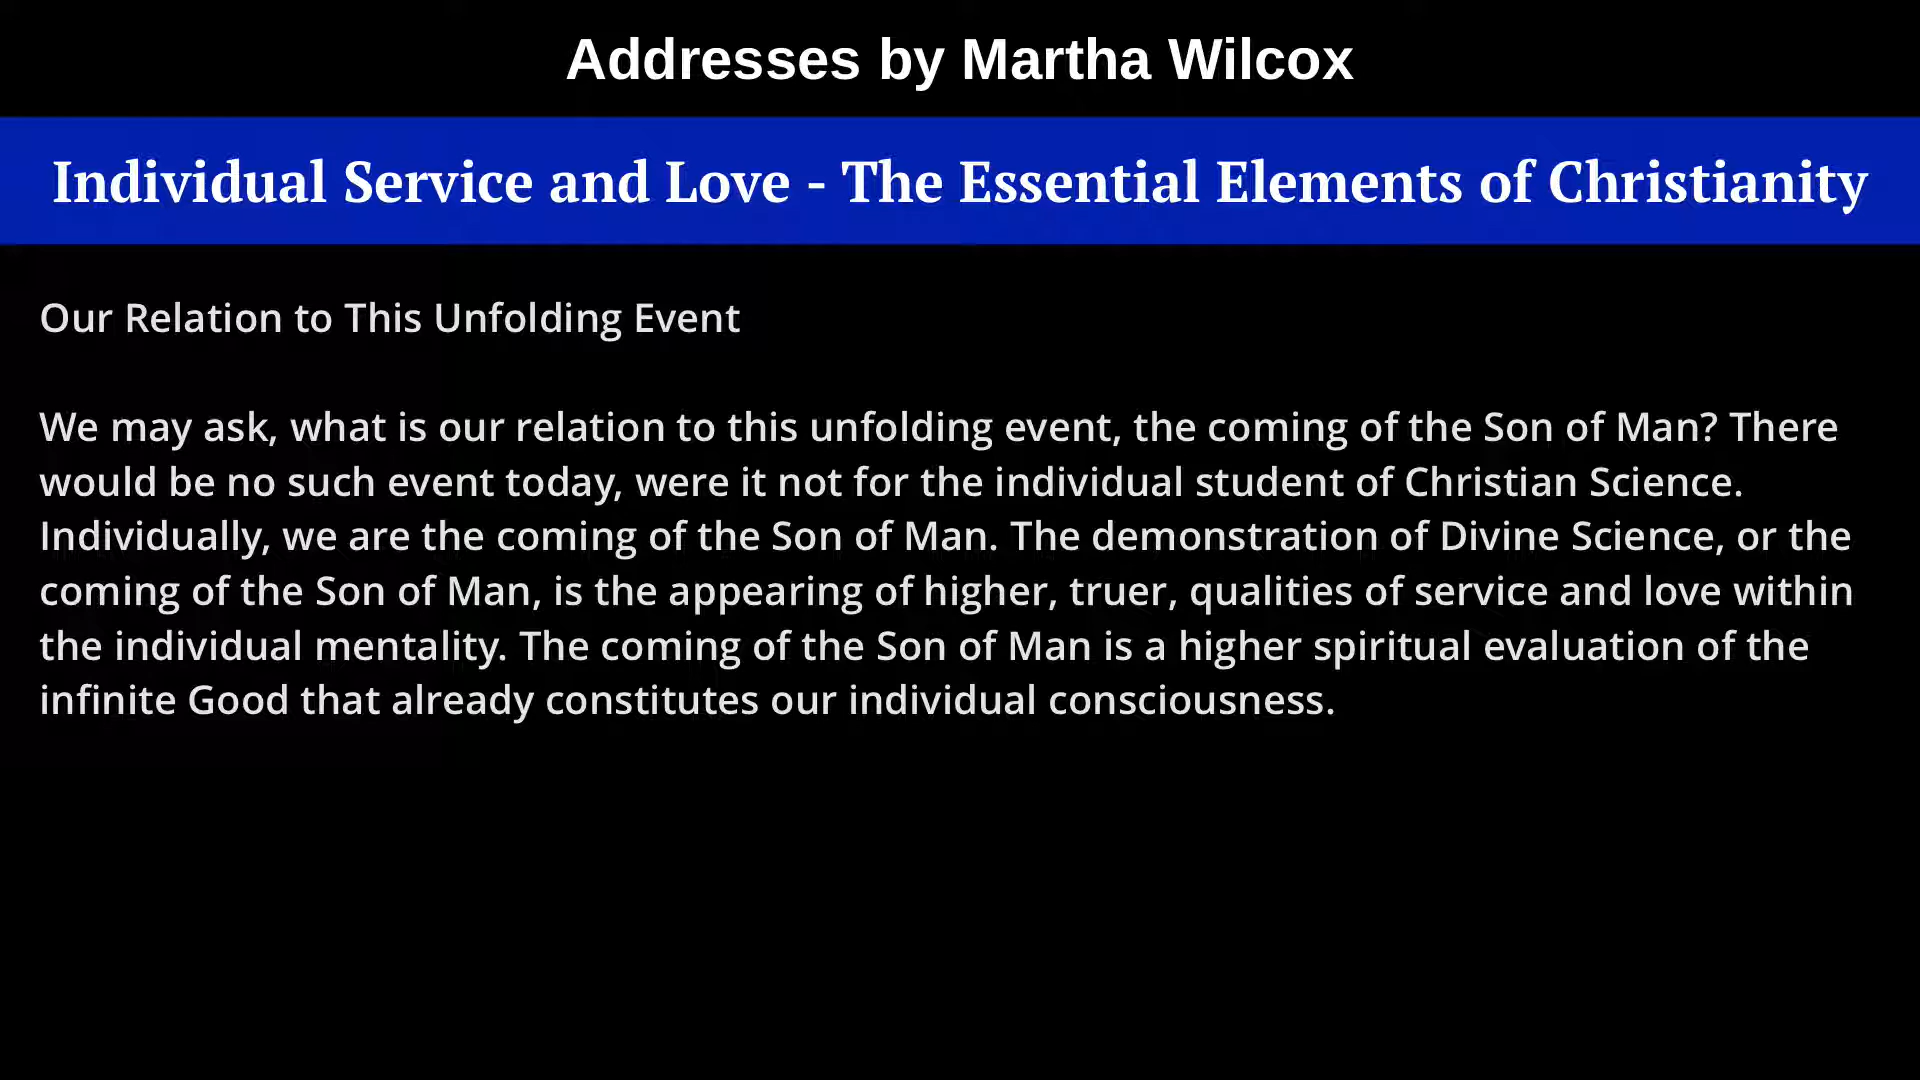 Addresses by Martha Wilcox
Individual Service and Love - The Essential Elements of Christianity
Our Relation to This Unfolding Event
We may ask, what is our relation to this unfolding event, the coming of the Son of Man? There
would be no such event today, were it not for the individual student of Christian Science.
Individually, we are the coming of the Son of Man. The demonstration of Divine Science, or the
coming of the Son of Man, is the appearing of higher, truer, qualities of service and love within
the individual mentality. The coming of the Son of Man is a higher spiritual evaluation of the
infinite Good that already constitutes our individual consciousness.